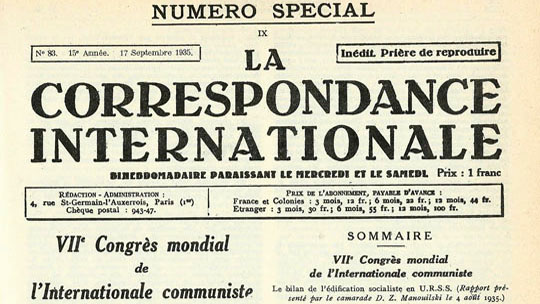 NUMERO SPECIAL
IX
Nº 83. 15e Année. 17 Septembre 1935.
Inédit. Prière de reproduire
LA
CORRESPONDANCE
INTERNATIONALE
BIHEBDOMADAIRE PARAISSANT LE MERCREDI ET LE SAMEDI. Prix : 1 franc
RÉDACTION - ADMINISTRATION :
4, rue St-Germain-l'Auxerrois, Paris (1er)
Chèque postal : 943-47.
PRIX DE L'ABONNEMENT, PAYABLE D'AVANCE :
France et Colonies : 3 mois, 12 fr. ; 6 mois, 22 fr. ; 12 mois, 44 fr.
Etranger : 3 mois, 30 fr. ; 6 mois, 55 fr. ; 12 mois, 100 fr.
VIIe Congrès mondial
de
l'Internationale communiste
SOMMAIRE
VIIe Congrès mondial
de l'Internationale communiste
Le bilan de l'édification socialiste en U.R.S.S. (Rapport pré-
senté par le camarade D. Z. Manouilski le 4 août 1935.)